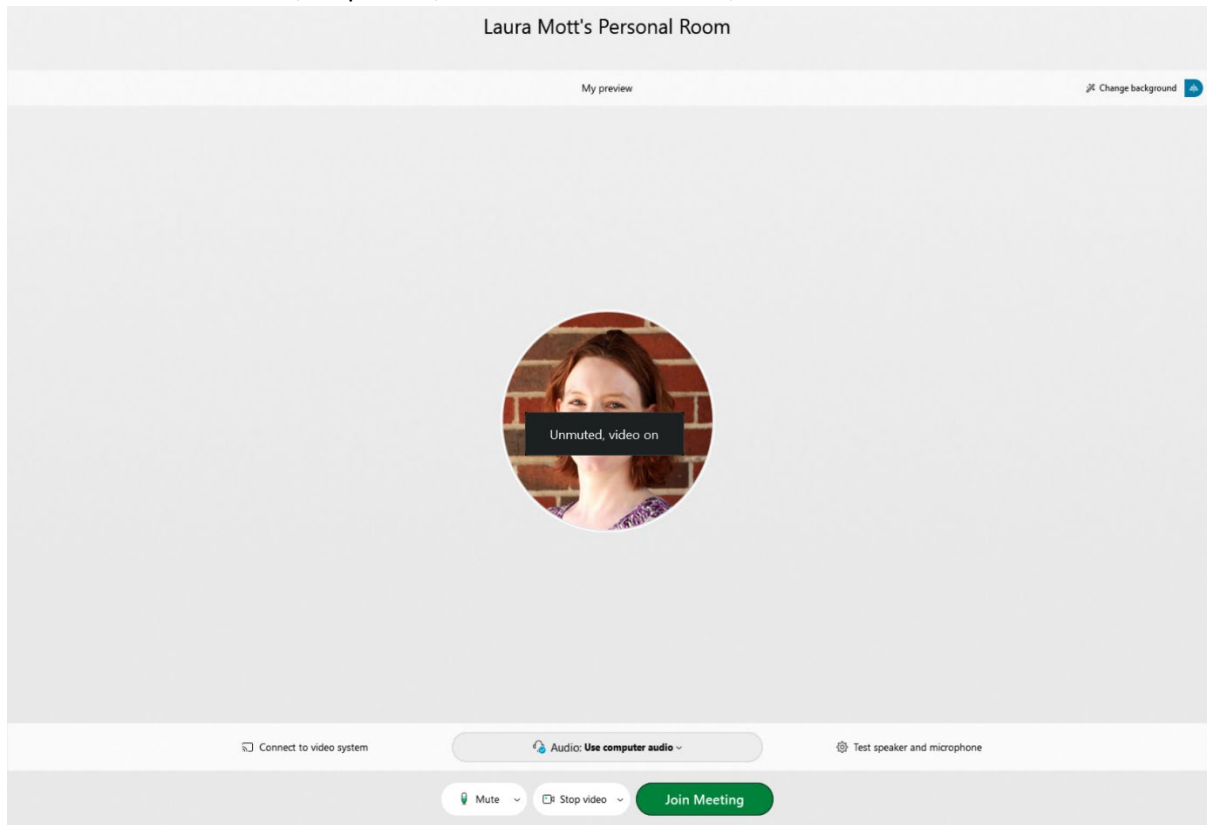 Laura Mott's Personal Room
My preview
Change background
Unmuted, video on
Connect to video system
Audio: Use computer audio
Test speaker and microphone
Mute
Stop video
Join Meeting